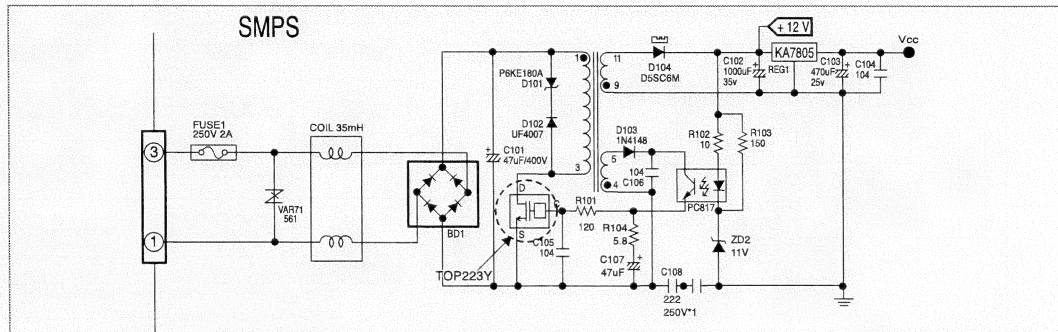 SMPS
+ 12 V
Vcc
KA7805
REG1
1
11
9
D104
D5SC6M
C102
1000uF
35v
+
C103
470uF
25v
+
C104
104
P6KE180A
D101
FUSE1
250V 2A
COIL 35mH
D102
UF4007
D103
1N4148
R102
10
R103
150
C101
47uF/400V
+
3
5
4
104
C106
3
PC817
D
S
C
VAR71
561
R101
120
R104
5.8
BD1
1
C105
104
ZD2
11V
TOP223Y
C107
47uF
+
C108
222
250V*1